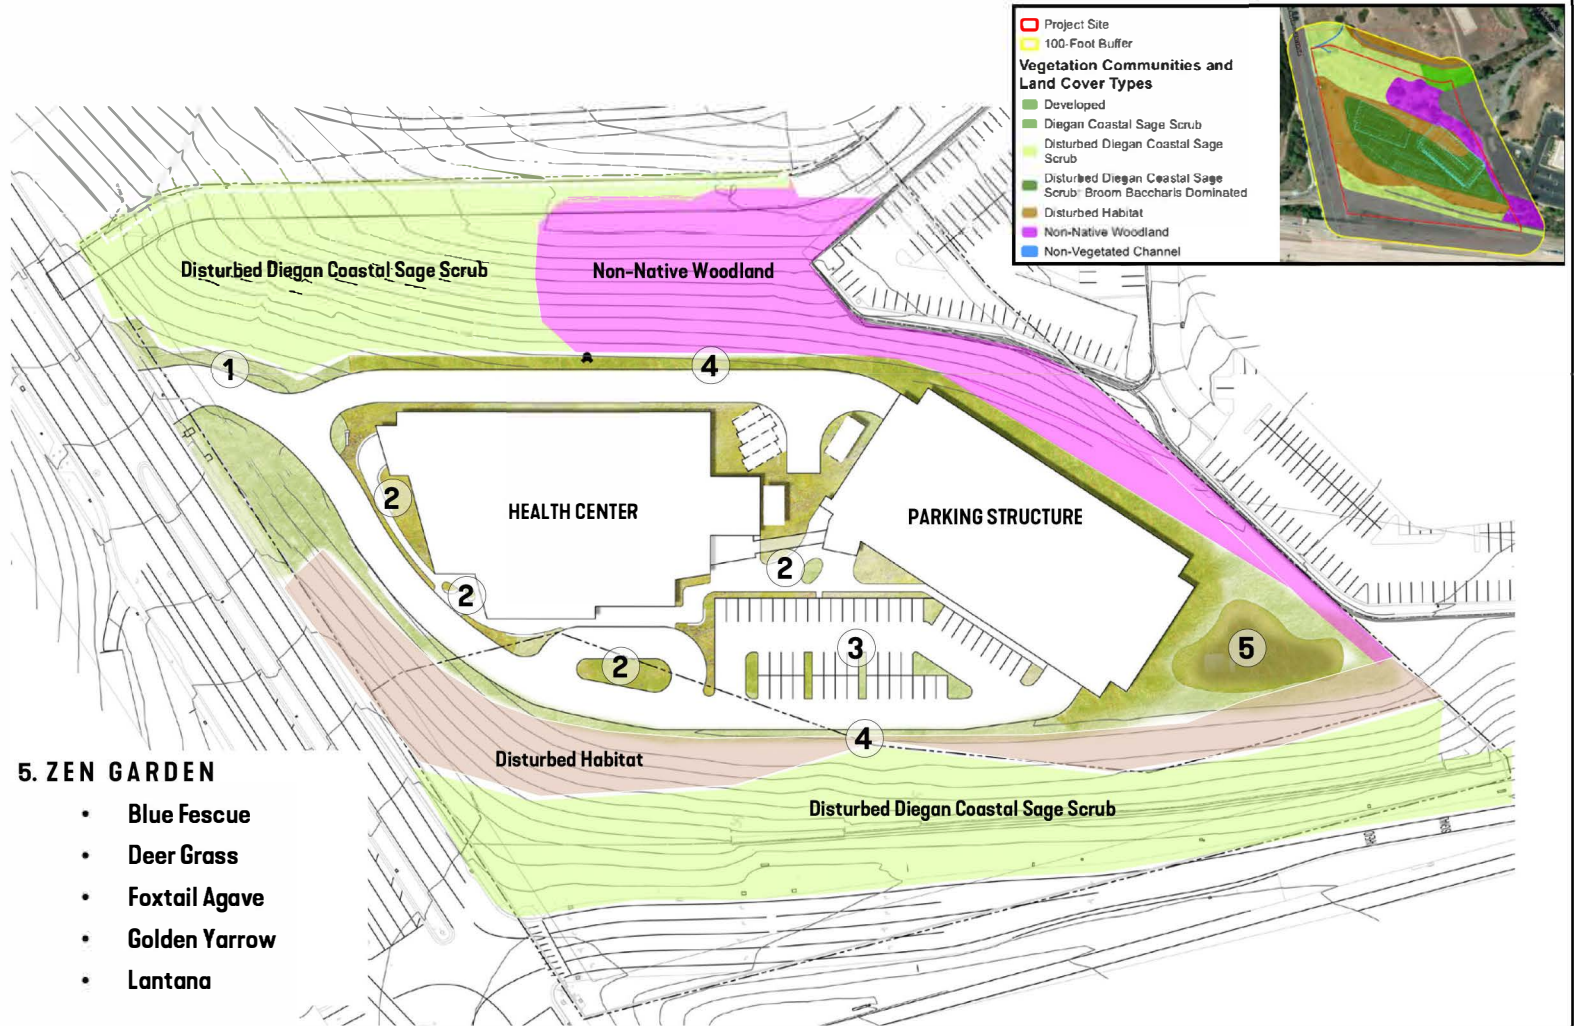 Project Site
100-Foot Buffer
Vegetation Communities and
Land Cover Types
Developed
Diegan Coastal Sage Scrub
Disturbed Diegan Coastal Sage
Scrub
Disturbed Diegan Coastal Sage
Scrub: Broom Baccharis Dominated
Disturbed Habitat
Non-Native Woodland
Non-Vegetated Channel
Disturbed Diegan Coastal Sage Scrub
Non-Native Woodland
1
4
2
HEALTH CENTER
PARKING STRUCTURE
2
2
2
3
5
4
Disturbed Habitat
Disturbed Diegan Coastal Sage Scrub
5. ZEN GARDEN
• Blue Fescue
• Deer Grass
• Foxtail Agave
• Golden Yarrow
• Lantana